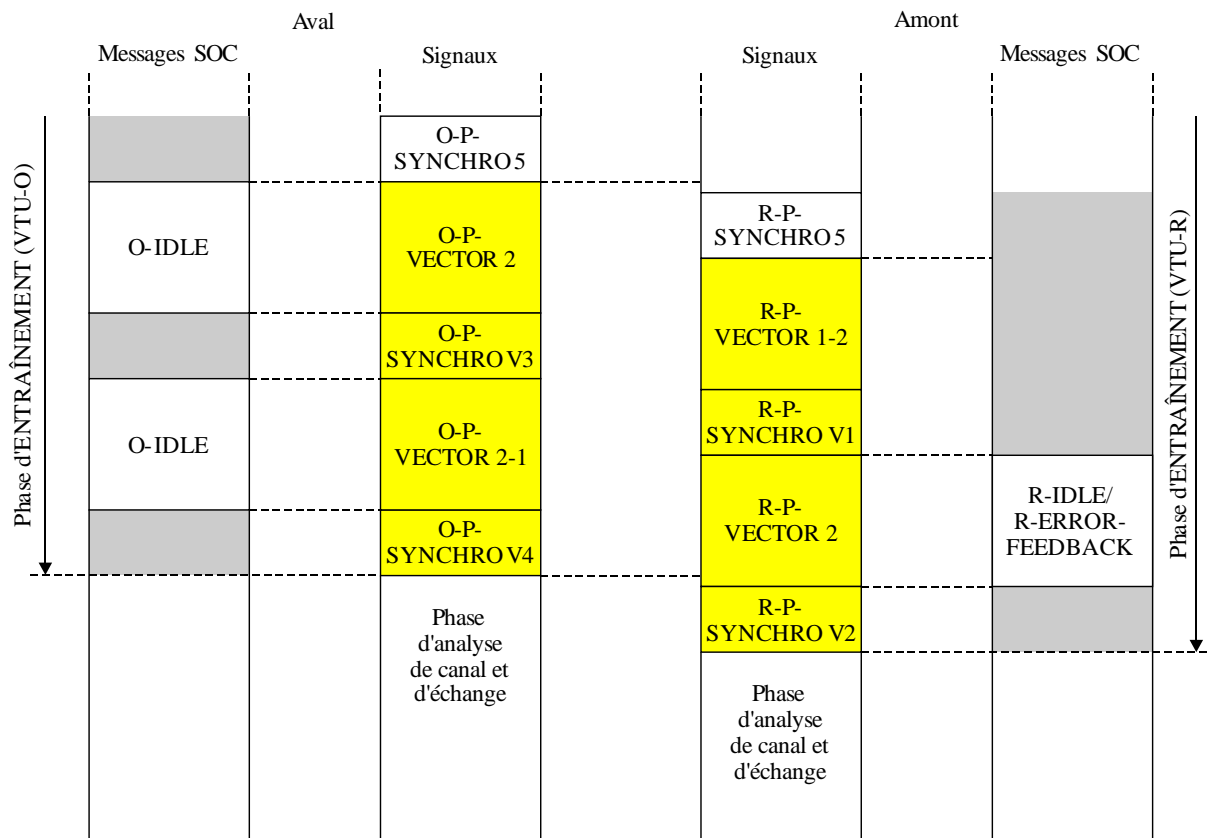 Aval
Amont
Messages SOC
Signaux
Signaux
Messages SOC
Phase d'ENTRAÎNEMENT (VTU-O)
O-IDLE
O-IDLE
O-P-
SYNCHRO 5
O-P-
VECTOR 2
O-P-
SYNCHRO V3
O-P-
VECTOR 2-1
O-P-
SYNCHRO V4
Phase
d'analyse
de canal et
d'échange
R-P-
SYNCHRO 5
R-P-
VECTOR 1-2
R-P-
SYNCHRO V1
R-P-
VECTOR 2
R-P-
SYNCHRO V2
Phase
d'analyse
de canal et
d'échange
R-IDLE/
R-ERROR-
FEEDBACK
Phase d'ENTRAÎNEMENT (VTU-R)